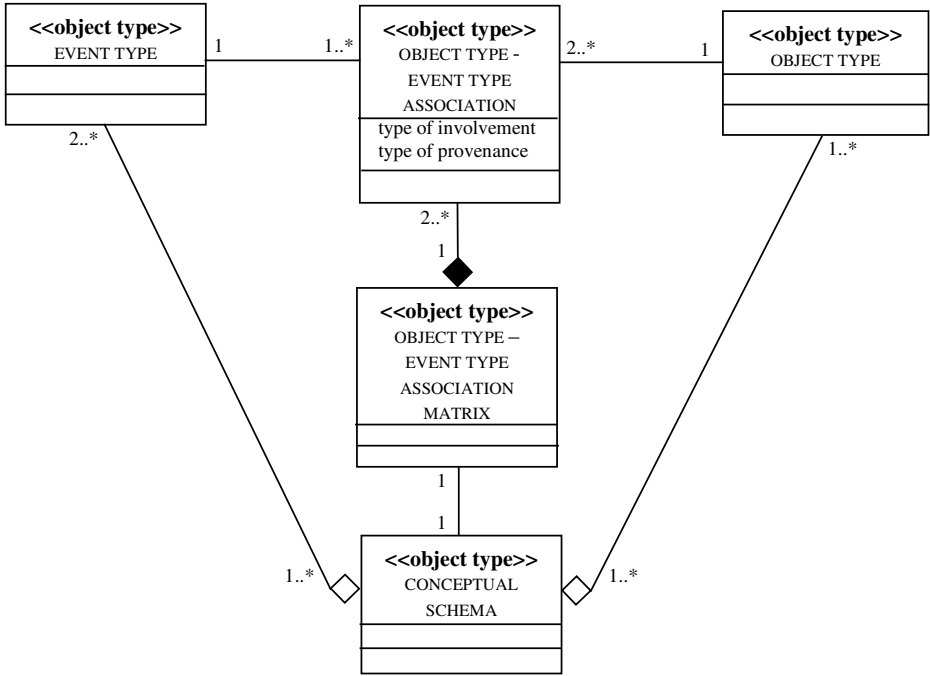 <<object type>>
EVENT TYPE
1
1..*
<<object type>>
OBJECT TYPE -
EVENT TYPE
ASSOCIATION
type of involvement
type of provenance
2..*
1
<<object type>>
OBJECT TYPE
2..*
1..*
2..*
1
<<object type>>
OBJECT TYPE –
EVENT TYPE
ASSOCIATION
MATRIX
1
1
1..*
<<object type>>
CONCEPTUAL
SCHEMA
1..*